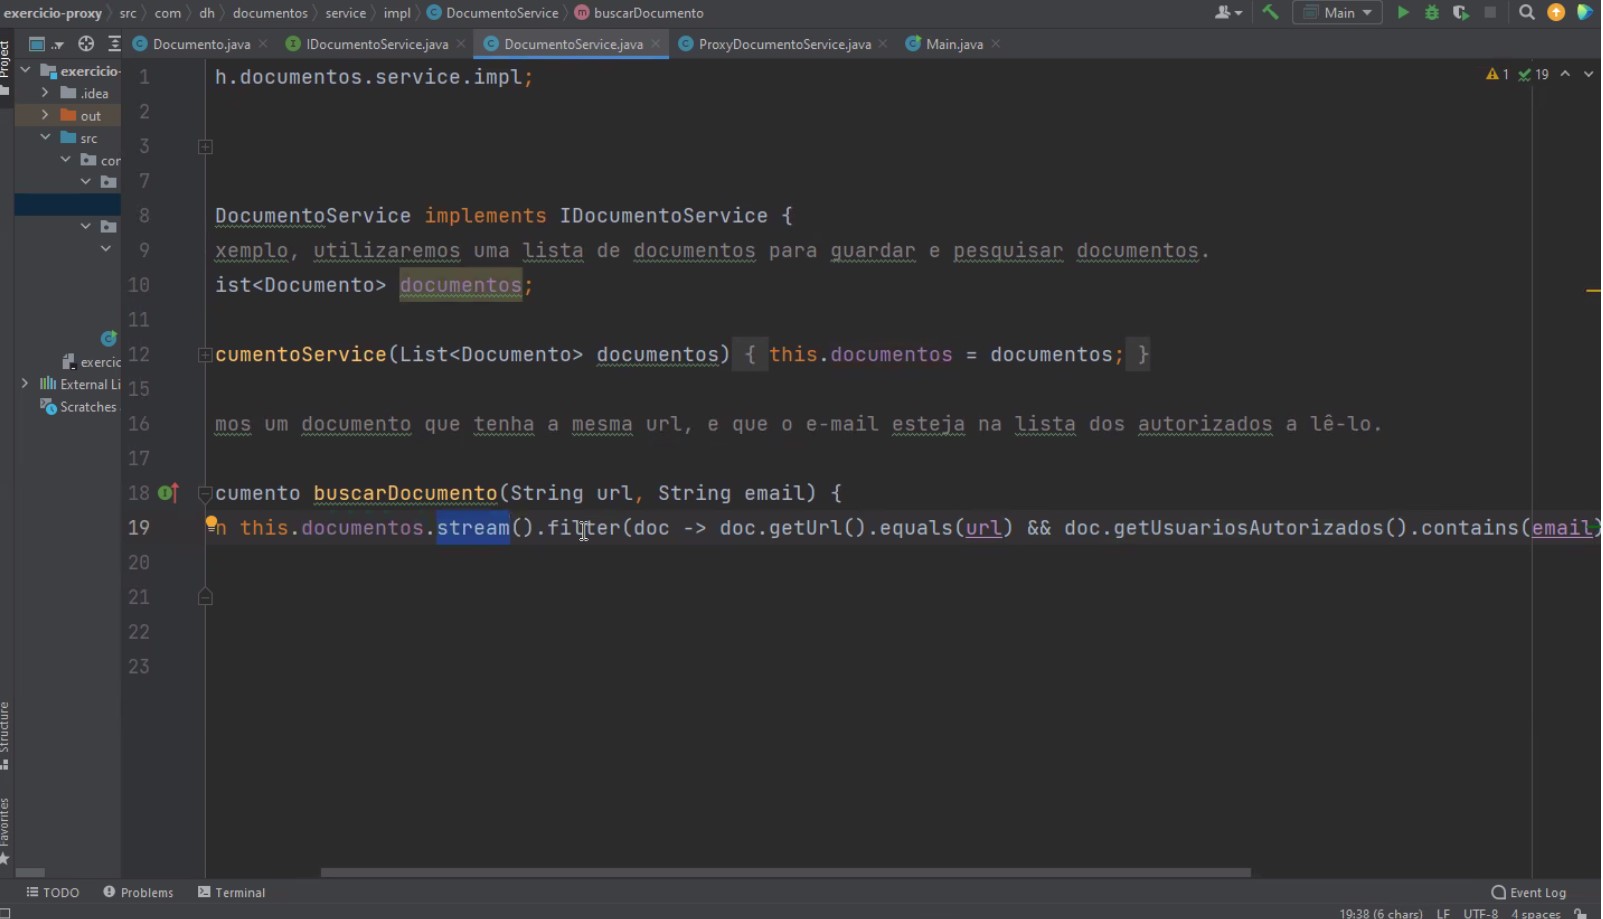 exercicio-proxy src com dh documentos service impl DocumentoService buscarDocumento Main
Project Documento.java IDocumentoService.java DocumentoService.java ProxyDocumentoService.java Main.java
exercicio-
.idea
out
src
exercic
External Li
Scratches
1 h.documentos.service.impl; 1 19
2
3
7
8 DocumentoService implements IDocumentoService {
9 xemplo, utilizaremos uma lista de documentos para guardar e pesquisar documentos.
10 ist<Documento> documentos;
11
12 cumentoService(List<Documento> documentos) { this.documentos = documentos; }
15
16 mos um documento que tenha a mesma url, e que o e-mail esteja na lista dos autorizados a lê-lo.
17
18 cumento buscarDocumento(String url, String email) {
19 n this.documentos.stream().filter(doc -> doc.getUrl().equals(url) && doc.getUsuariosAutorizados().contains(email)
20
21
22
23
Structure
Favorites
TODO Problems Terminal Event Log
19:38 (6 chars) LF UTF-8 4 spaces